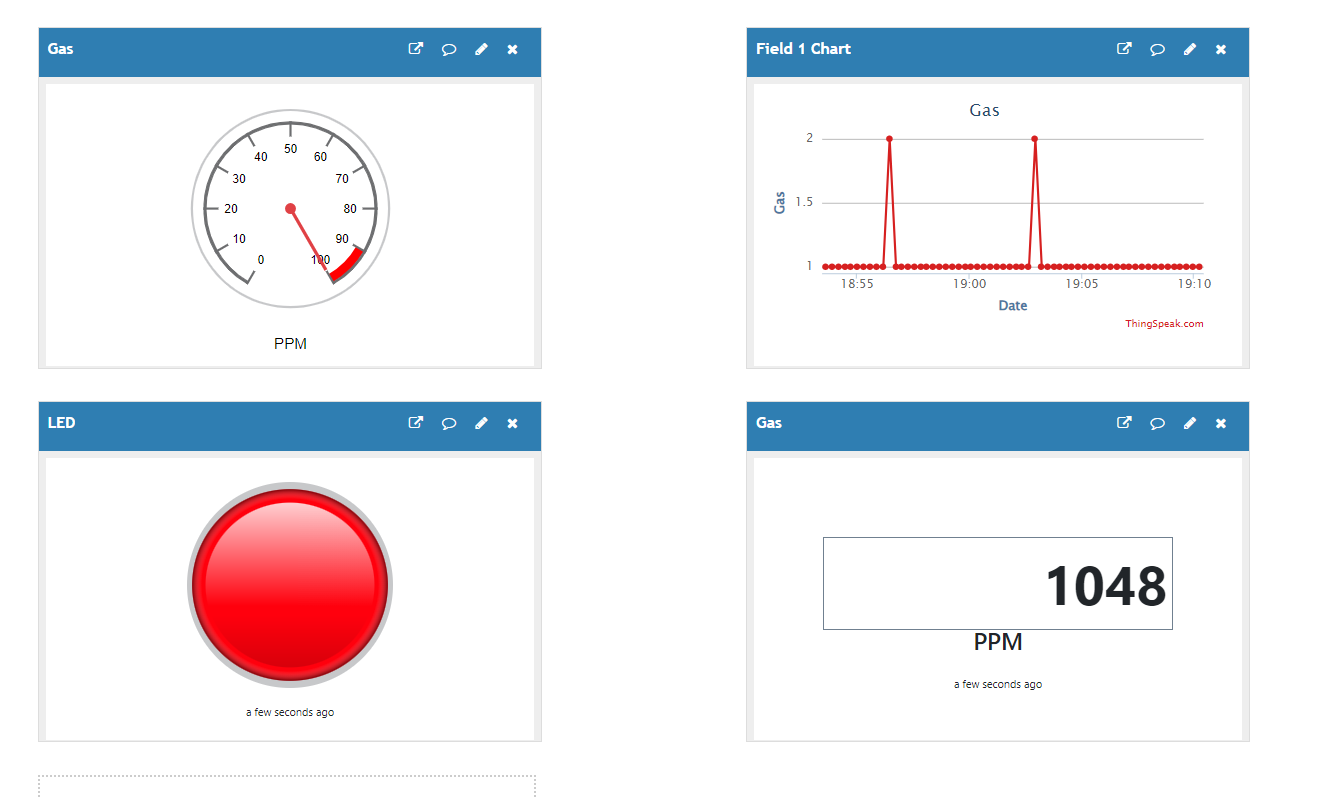 Gas
50
40
60
30
70
20
80
10
90
0
100
PPM
Field 1 Chart
Gas
2
1.5
1
Gas
18:55 19:00 19:05 19:10
Date
ThingSpeak.com
LED
a few seconds ago
Gas
1048
PPM
a few seconds ago